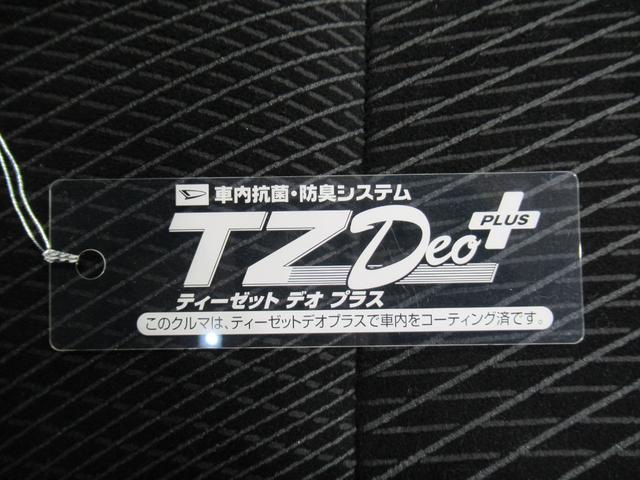 車内抗菌・防臭システム
TZ Deo PLUS
ティーゼット デオ プラス
このクルマは、ティーゼットデオプラスで車内をコーティング済です。